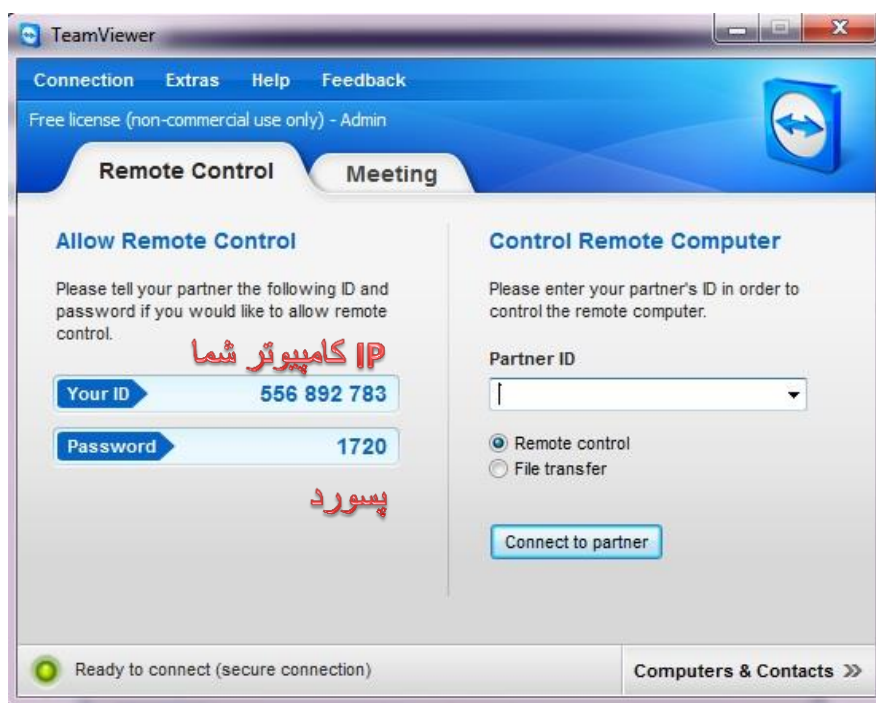 TeamViewer
Connection Extras Help Feedback
Free license (non-commercial use only) - Admin
Remote Control Meeting
Allow Remote Control
Please tell your partner the following ID and
password if you would like to allow remote
control.
IP کامپیوتر شما
Your ID 556 892 783
Password 1720
پسورد
Control Remote Computer
Please enter your partner's ID in order to
control the remote computer.
Partner ID
Remote control
File transfer
Connect to partner
Ready to connect (secure connection)
Computers & Contacts